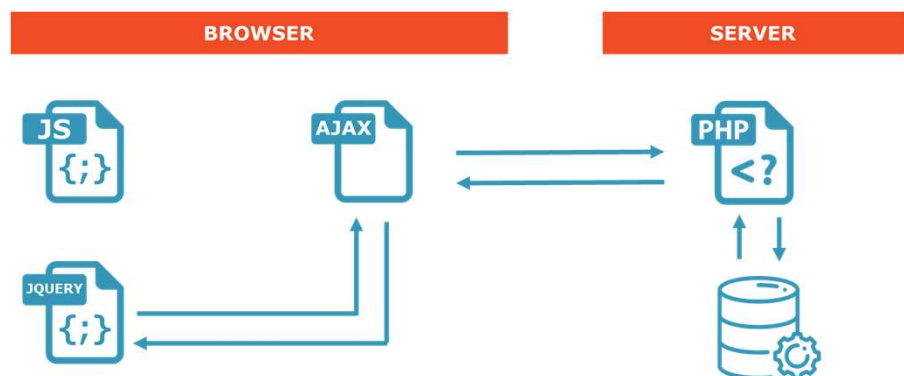 BROWSER
SERVER
JS
{;}
AJAX
PHP
<?
JQUERY
{;}